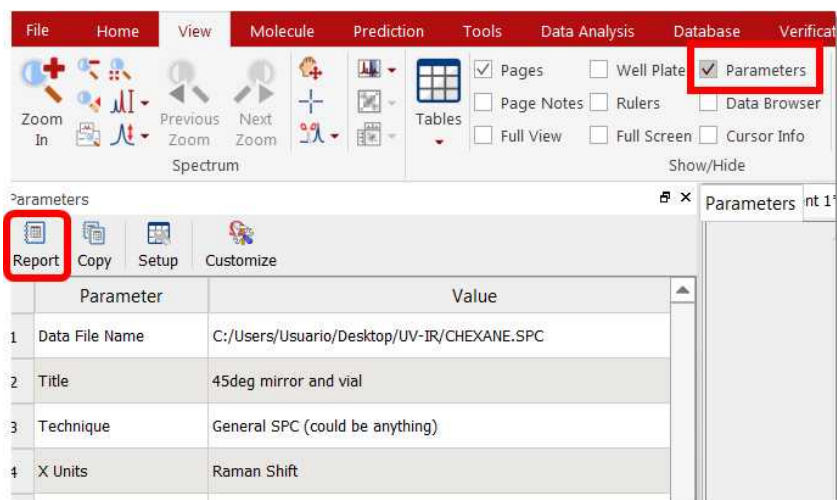 File Home View Molecule Prediction Tools Data Analysis Database Verificat
Zoom In
Previous Zoom
Next Zoom
Spectrum
Tables
Pages Well Plate Parameters
Page Notes Rulers Data Browser
Full View Full Screen Cursor Info
Show/Hide
Parameters
Parameters nt 1*
Report Copy Setup Customize
Parameter Value
1 Data File Name C:/Users/Usuario/Desktop/UV-IR/CHEXANE.SPC
2 Title 45deg mirror and vial
3 Technique General SPC (could be anything)
4 X Units Raman Shift